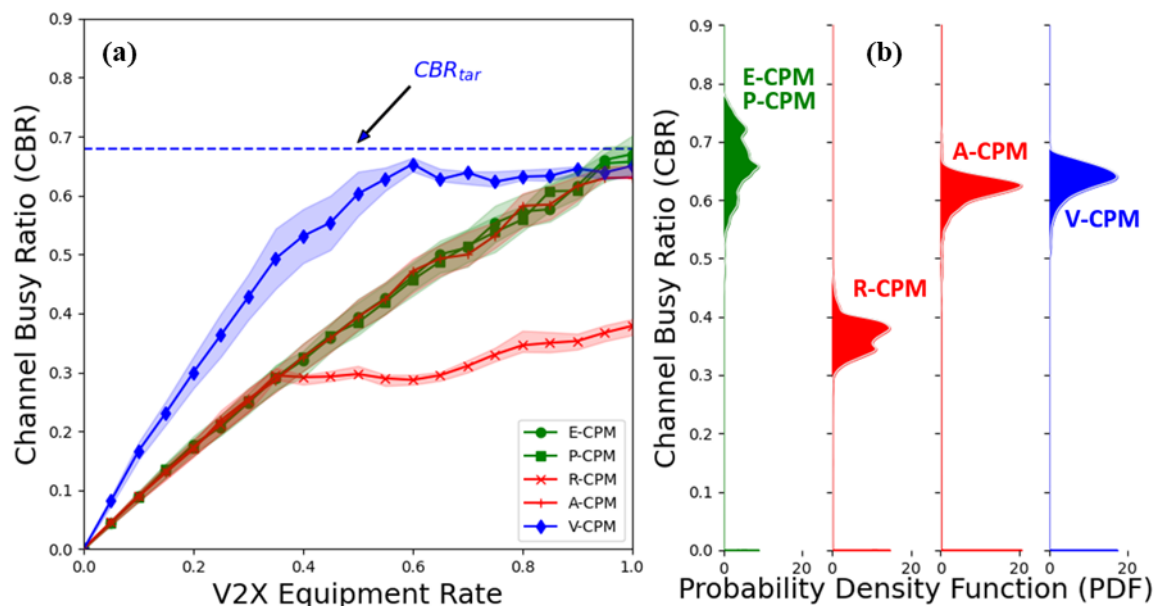 (a)
CBR_tar
Channel Busy Ratio (CBR)
0.9
0.8
0.7
0.6
0.5
0.4
0.3
0.2
0.1
0.0
0.0 0.2 0.4 0.6 0.8 1.0
V2X Equipment Rate
E-CPM
P-CPM
R-CPM
A-CPM
V-CPM
(b)
Channel Busy Ratio (CBR)
0.9
0.8
0.7
0.6
0.5
0.4
0.3
0.2
0.1
0.0
E-CPM
P-CPM
R-CPM
A-CPM
V-CPM
0 20 0 20 0 20 0 20
Probability Density Function (PDF)